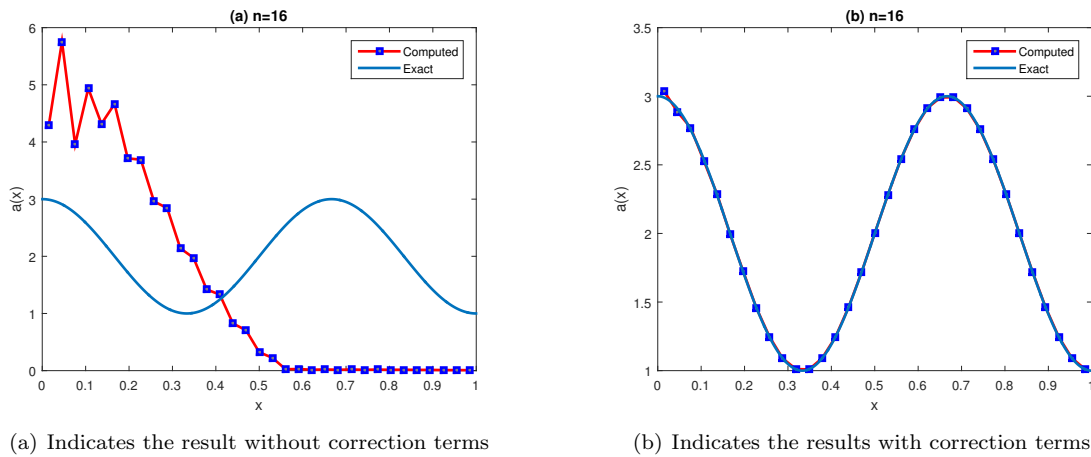 (a) n=16
6
5
4
3
2
1
0
a(x)
Computed
Exact
0 0.1 0.2 0.3 0.4 0.5 0.6 0.7 0.8 0.9 1
x
(a) Indicates the result without correction terms
(b) n=16
3.5
3
2.5
2
1.5
1
a(x)
Computed
Exact
0 0.1 0.2 0.3 0.4 0.5 0.6 0.7 0.8 0.9 1
x
(b) Indicates the results with correction terms